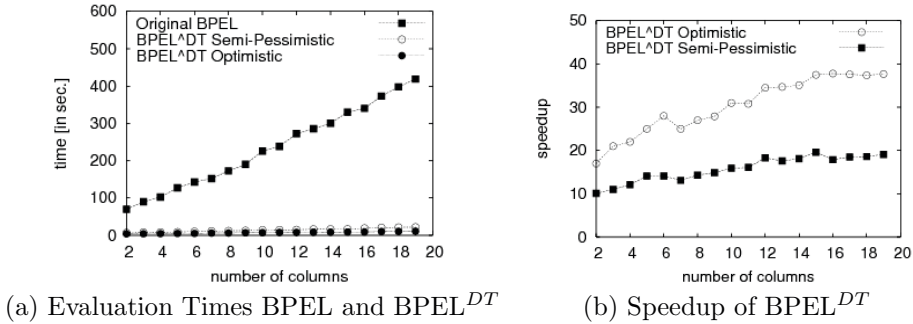 600
500
400
300
200
100
0
time [in sec.]
Original BPEL
BPEL^DT Semi-Pessimistic
BPEL^DT Optimistic
2 4 6 8 10 12 14 16 18 20
number of columns
(a) Evaluation Times BPEL and BPEL^DT
50
40
30
20
10
0
speedup
BPEL^DT Optimistic
BPEL^DT Semi-Pessimistic
2 4 6 8 10 12 14 16 18 20
number of columns
(b) Speedup of BPEL^DT